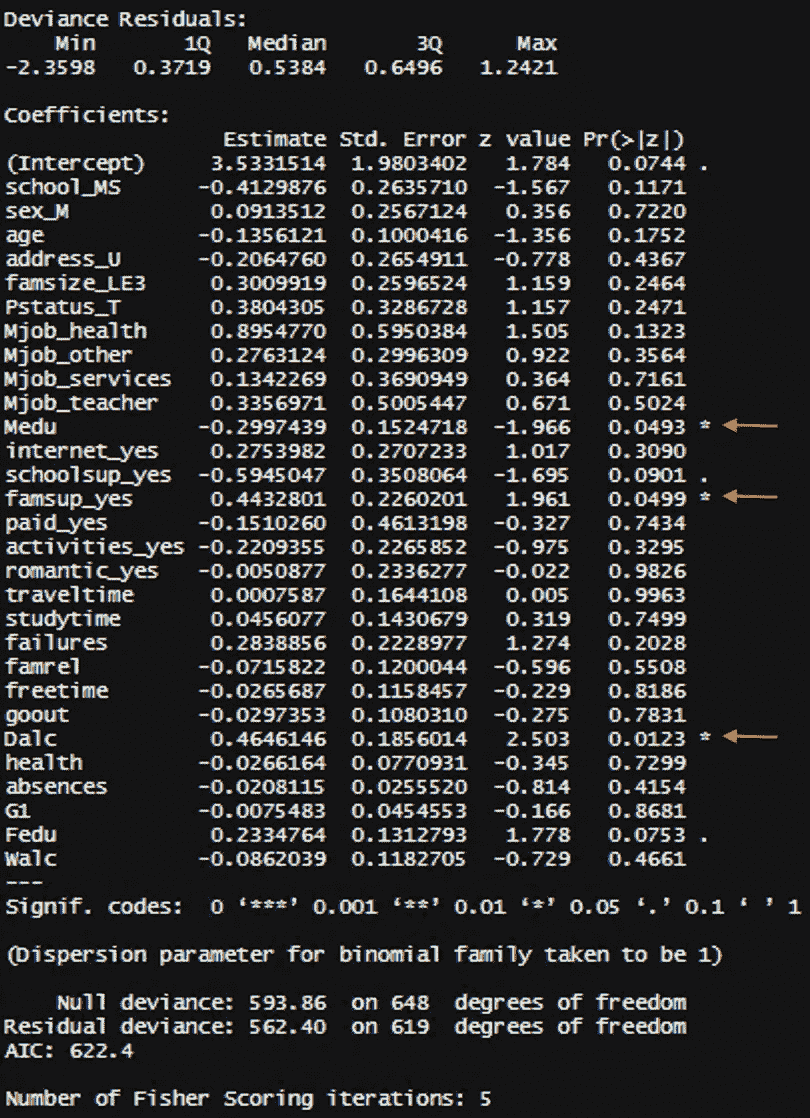 Deviance Residuals:
    Min      1Q  Median      3Q     Max
-2.3598  0.3719  0.5384  0.6496  1.2421

Coefficients:
               Estimate Std. Error z value Pr(>|z|)
(Intercept)     3.5331514  1.9803402   1.784   0.0744 .
school_MS      -0.4129876  0.2635710  -1.567   0.1171
sex_M           0.0913512  0.2567124   0.356   0.7220
age            -0.1356121  0.1000416  -1.356   0.1752
address_U      -0.2064760  0.2654911  -0.778   0.4367
famsize_LE3     0.3009919  0.2596524   1.159   0.2464
Pstatus_T       0.3804305  0.3286728   1.157   0.2471
Mjob_health     0.8954770  0.5950384   1.505   0.1323
Mjob_other      0.2763124  0.2996309   0.922   0.3564
Mjob_services   0.1342269  0.3690949   0.364   0.7161
Mjob_teacher    0.3356971  0.5005447   0.671   0.5024
Medu           -0.2997439  0.1524718  -1.966   0.0493 *
internet_yes    0.2753982  0.2707233   1.017   0.3090
schoolsup_yes  -0.5945047  0.3508064  -1.695   0.0901 .
famsup_yes      0.4432801  0.2260201   1.961   0.0499 *
paid_yes       -0.1510260  0.4613198  -0.327   0.7434
activities_yes -0.2209355  0.2265852  -0.975   0.3295
romantic_yes   -0.0050877  0.2336277  -0.022   0.9826
traveltime      0.0007587  0.1644108   0.005   0.9963
studytime       0.0456077  0.1430679   0.319   0.7499
failures        0.2838856  0.2228977   1.274   0.2028
famrel         -0.0715822  0.1200044  -0.596   0.5508
freetime       -0.0265687  0.1158457  -0.229   0.8186
goout          -0.0297353  0.1080310  -0.275   0.7831
Dalc            0.4646146  0.1856014   2.503   0.0123 *
health         -0.0266164  0.0770931  -0.345   0.7299
absences       -0.0208115  0.0255520  -0.814   0.4154
G1             -0.0075483  0.0454553  -0.166   0.8681
Fedu            0.2334764  0.1312793   1.778   0.0753 .
Walc           -0.0862039  0.1182705  -0.729   0.4661
---
Signif. codes:  0 ‘***’ 0.001 ‘**’ 0.01 ‘*’ 0.05 ‘.’ 0.1 ‘ ’ 1

(Dispersion parameter for binomial family taken to be 1)

    Null deviance: 593.86  on 648  degrees of freedom
Residual deviance: 562.40  on 619  degrees of freedom
AIC: 622.4

Number of Fisher Scoring iterations: 5